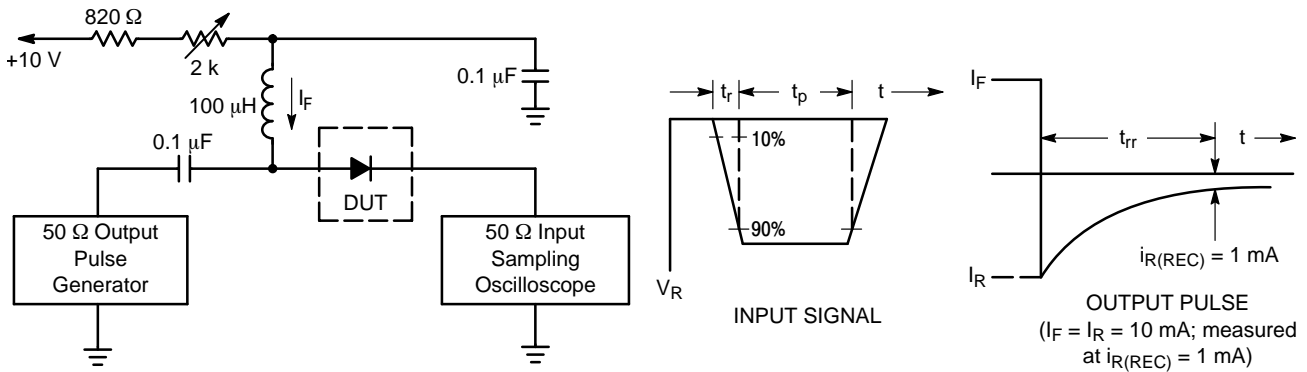 820 Ω
+10 V
2 k
100 μH
I_F
0.1 μF
0.1 μF
DUT
50 Ω Output
Pulse
Generator
50 Ω Input
Sampling
Oscilloscope
t_r
t_p
t
10%
90%
V_R
INPUT SIGNAL
I_F
t_rr
t
i_R(REC) = 1 mA
I_R
OUTPUT PULSE
(I_F = I_R = 10 mA; measured
at i_R(REC) = 1 mA)